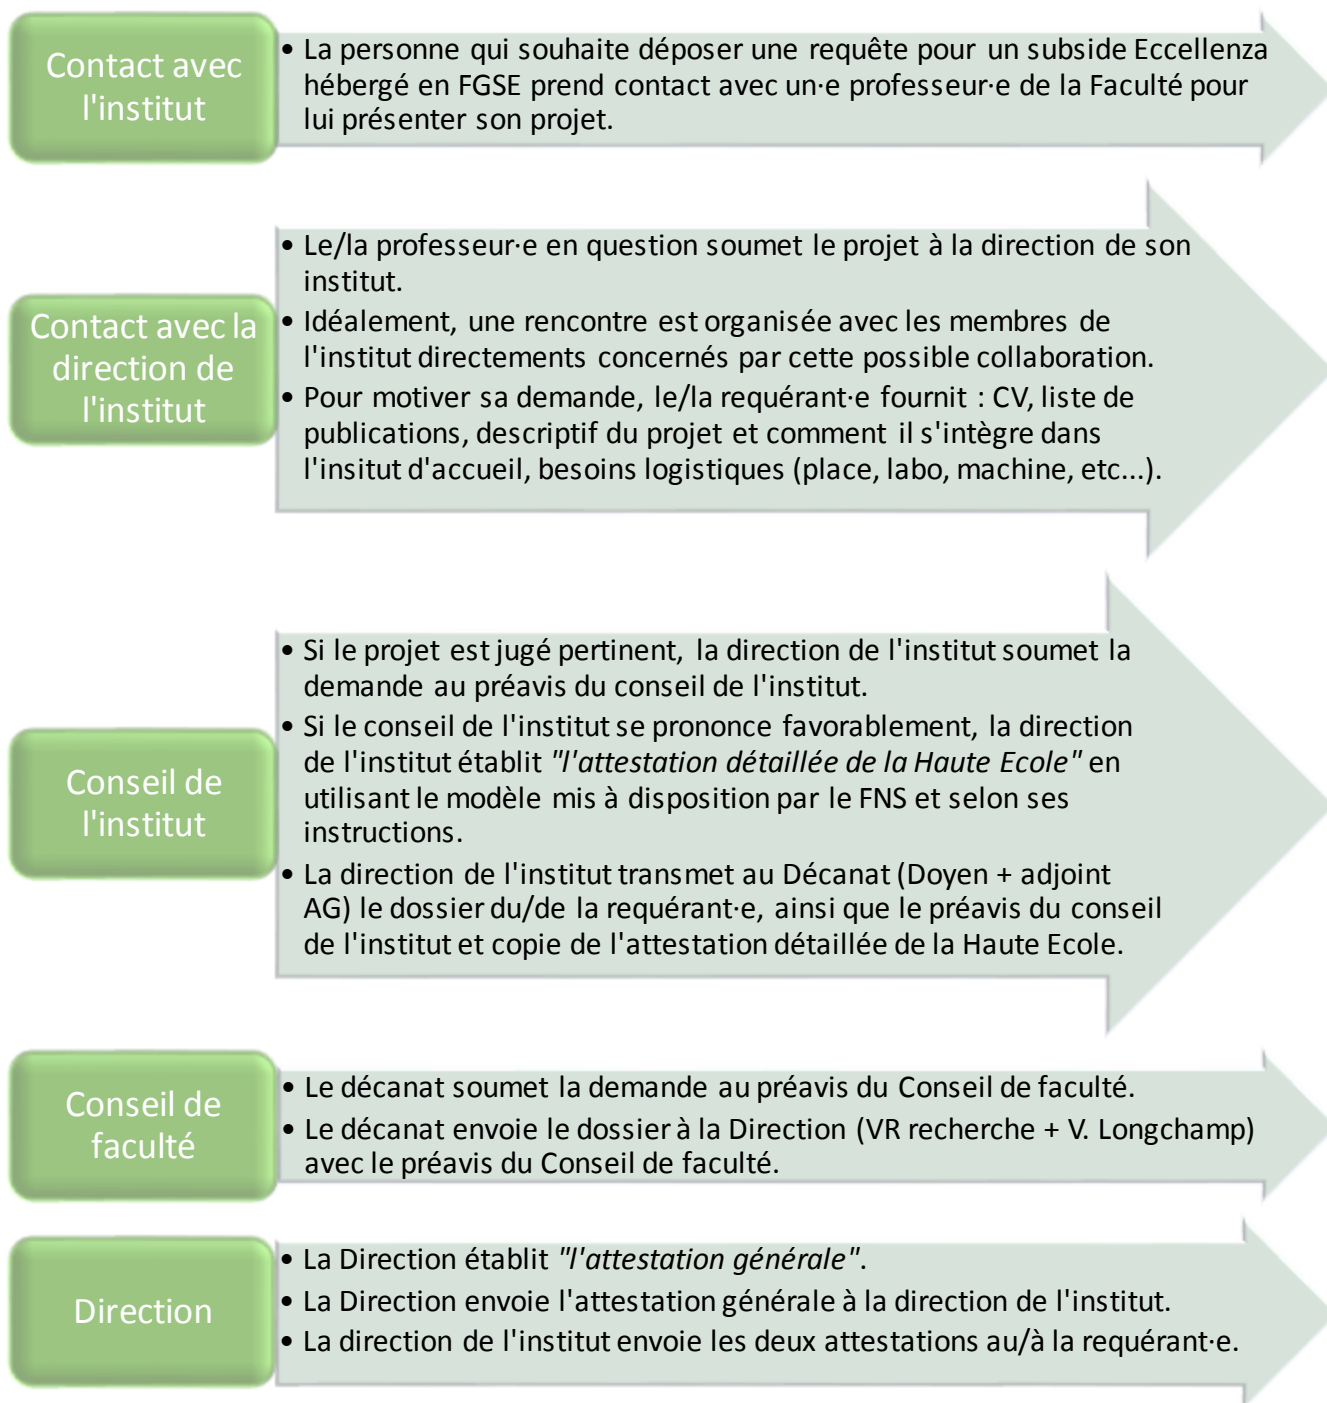 Contact avec
l'institut
• La personne qui souhaite déposer une requête pour un subside Eccellenza
hébergé en FGSE prend contact avec un·e professeur·e de la Faculté pour
lui présenter son projet.
Contact avec la
direction de
l'institut
• Le/la professeur·e en question soumet le projet à la direction de son
institut.
• Idéalement, une rencontre est organisée avec les membres de
l'institut directements concernés par cette possible collaboration.
• Pour motiver sa demande, le/la requérant·e fournit : CV, liste de
publications, descriptif du projet et comment il s'intègre dans
l'insitut d'accueil, besoins logistiques (place, labo, machine, etc...).
Conseil de
l'institut
• Si le projet est jugé pertinent, la direction de l'institut soumet la
demande au préavis du conseil de l'institut.
• Si le conseil de l'institut se prononce favorablement, la direction
de l'institut établit "l'attestation détaillée de la Haute Ecole" en
utilisant le modèle mis à disposition par le FNS et selon ses
instructions.
• La direction de l'institut transmet au Décanat (Doyen + adjoint
AG) le dossier du/de la requérant·e, ainsi que le préavis du conseil
de l'institut et copie de l'attestation détaillée de la Haute Ecole.
Conseil de
faculté
• Le décanat soumet la demande au préavis du Conseil de faculté.
• Le décanat envoie le dossier à la Direction (VR recherche + V. Longchamp)
avec le préavis du Conseil de faculté.
Direction
• La Direction établit "l'attestation générale".
• La Direction envoie l'attestation générale à la direction de l'institut.
• La direction de l'institut envoie les deux attestations au/à la requérant·e.